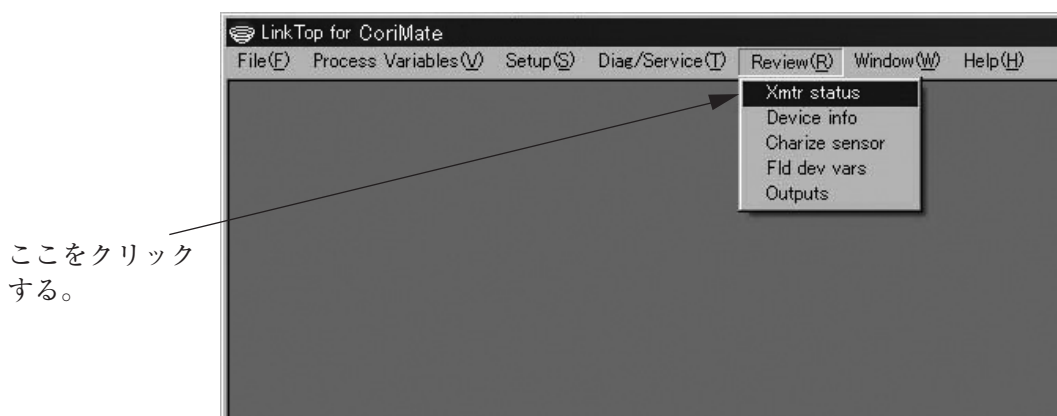 LinkTop for CoriMate
File(F) Process Variables(V) Setup(S) Diag/Service(T) Review(R) Window(W) Help(H)
Xmtr status
Device info
Charize sensor
Fld dev vars
Outputs
ここをクリック
する。